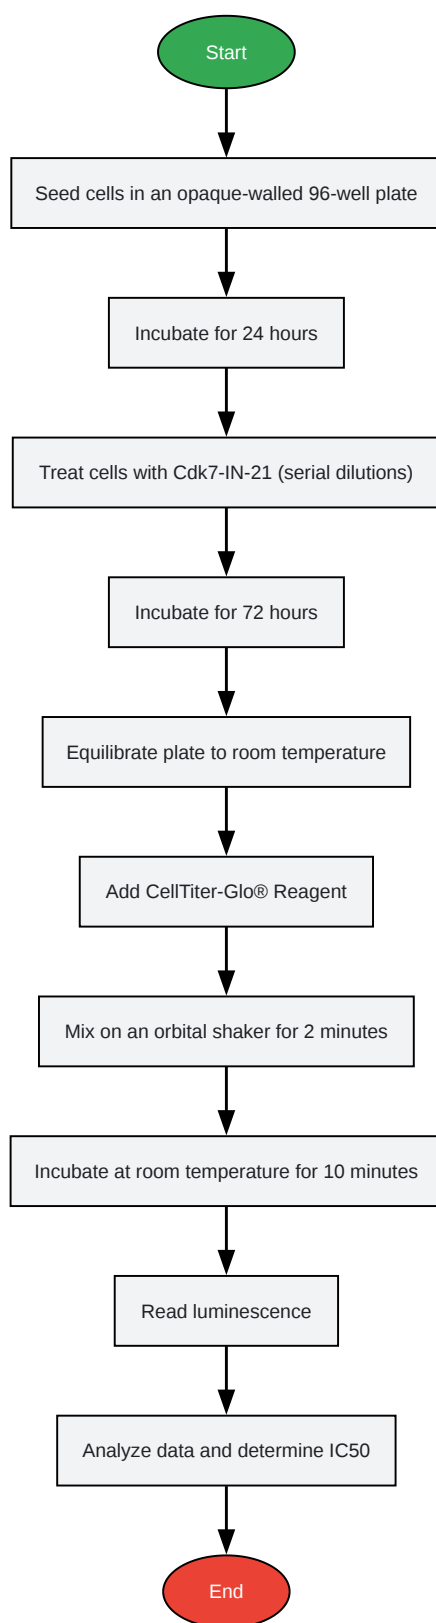 Start
Seed cells in an opaque-walled 96-well plate
Incubate for 24 hours
Treat cells with Cdk7-IN-21 (serial dilutions)
Incubate for 72 hours
Equilibrate plate to room temperature
Add CellTiter-Glo® Reagent
Mix on an orbital shaker for 2 minutes
Incubate at room temperature for 10 minutes
Read luminescence
Analyze data and determine IC50
End